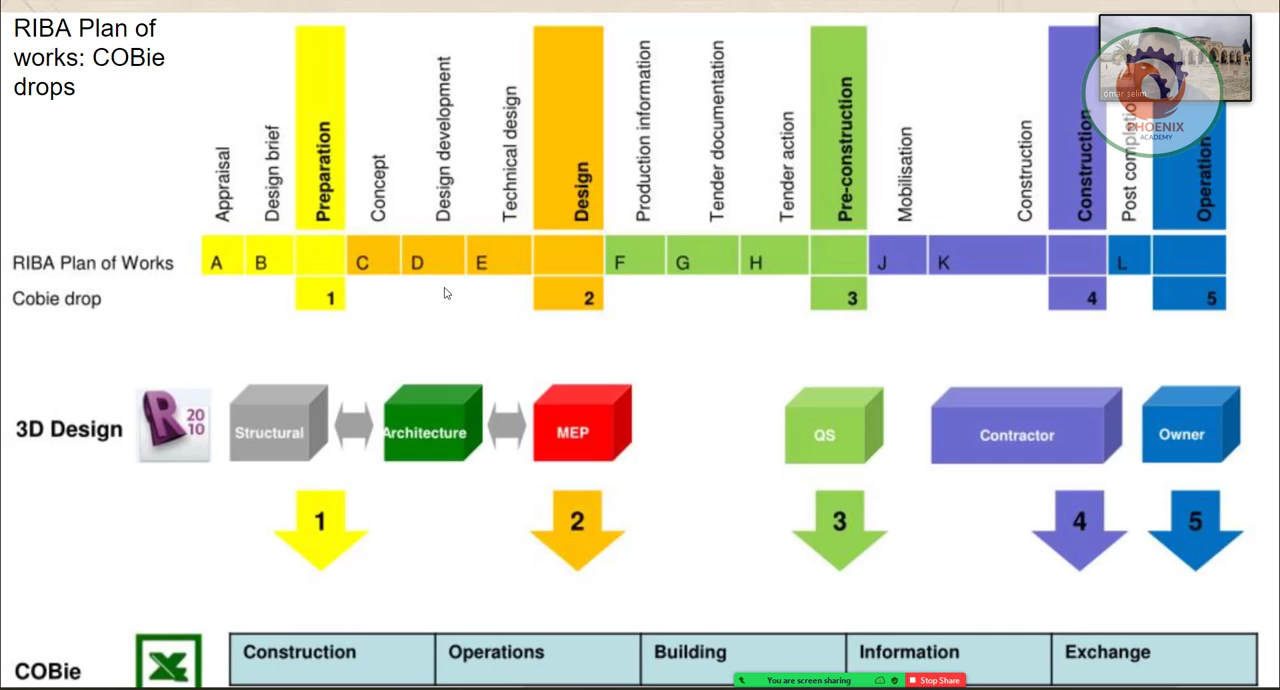 RIBA Plan of
works: COBie
drops
Appraisal
Design brief
Preparation
Concept
Design development
Technical design
Design
Production information
Tender documentation
Tender action
Pre-construction
Mobilisation
Construction
Construction
Post completion
Operation
omar selim
PHOENIX
ACADEMY
RIBA Plan of Works A B C D E F G H J K L
Cobie drop 1 2 3 4 5
3D Design
R 20
10
Structural
Architecture
MEP
QS
Contractor
Owner
1 2 3 4 5
COBie
X
Construction Operations Building Information Exchange
You are screen sharing Stop Share